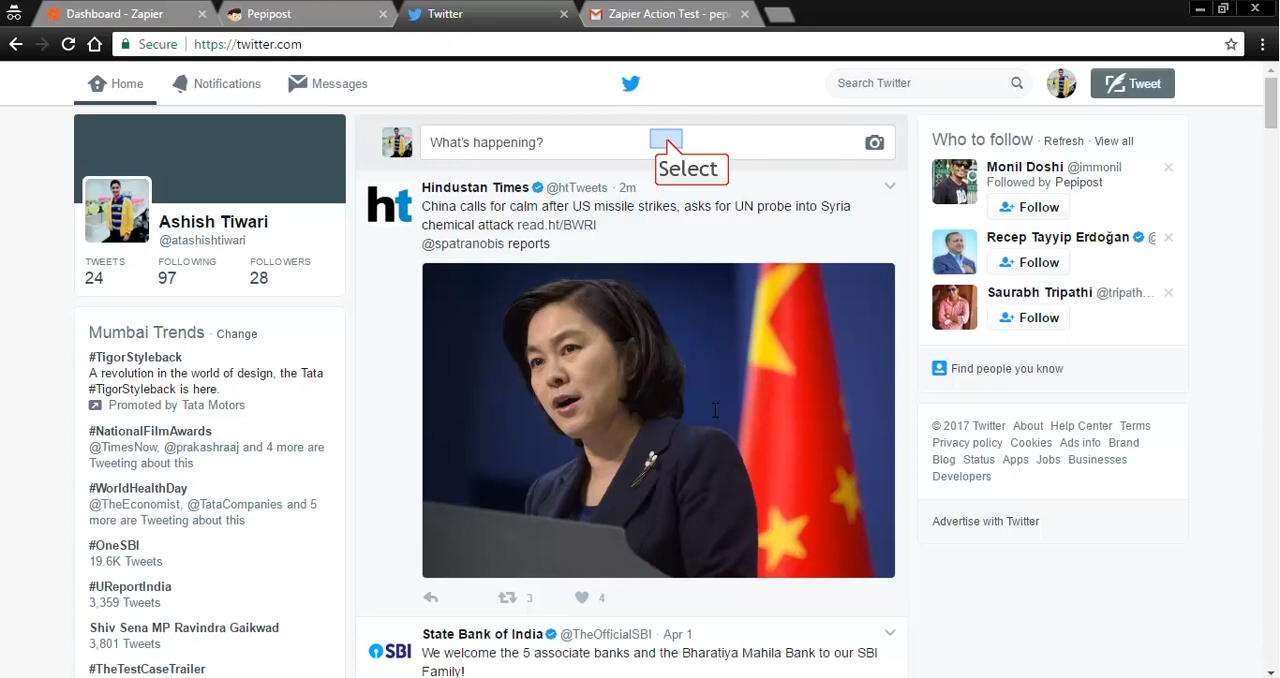 Dashboard - Zapier
Pepipost
Twitter
Zapier Action Test - pep
Secure
https://twitter.com
Home
Notifications
Messages
Search Twitter
Tweet
Ashish Tiwari
@atashishtiwari
TWEETS FOLLOWING FOLLOWERS
24 97 28
Mumbai Trends · Change
#TigorStyleback
A revolution in the world of design, the Tata
#TigorStyleback is here.
Promoted by Tata Motors
#NationalFilmAwards
@TimesNow, @prakashraaj and 4 more are
Tweeting about this
#WorldHealthDay
@TheEconomist, @TataCompanies and 5
more are Tweeting about this
#OneSBI
19.6K Tweets
#UReportIndia
3,359 Tweets
Shiv Sena MP Ravindra Gaikwad
3,801 Tweets
#TheTestCaseTrailer
What's happening?
Select
ht
Hindustan Times @htTweets · 2m
China calls for calm after US missile strikes, asks for UN probe into Syria
chemical attack read.ht/BWRI
@spatranobis reports
3 4
SBI
State Bank of India @TheOfficialSBI · Apr 1
We welcome the 5 associate banks and the Bharatiya Mahila Bank to our SBI
Family!
Who to follow · Refresh · View all
Monil Doshi @immonil
Followed by Pepipost
Follow
Recep Tayyip Erdoğan @
Follow
Saurabh Tripathi @tripath...
Follow
Find people you know
© 2017 Twitter About Help Center Terms
Privacy policy Cookies Ads info Brand
Blog Status Apps Jobs Businesses
Developers
Advertise with Twitter